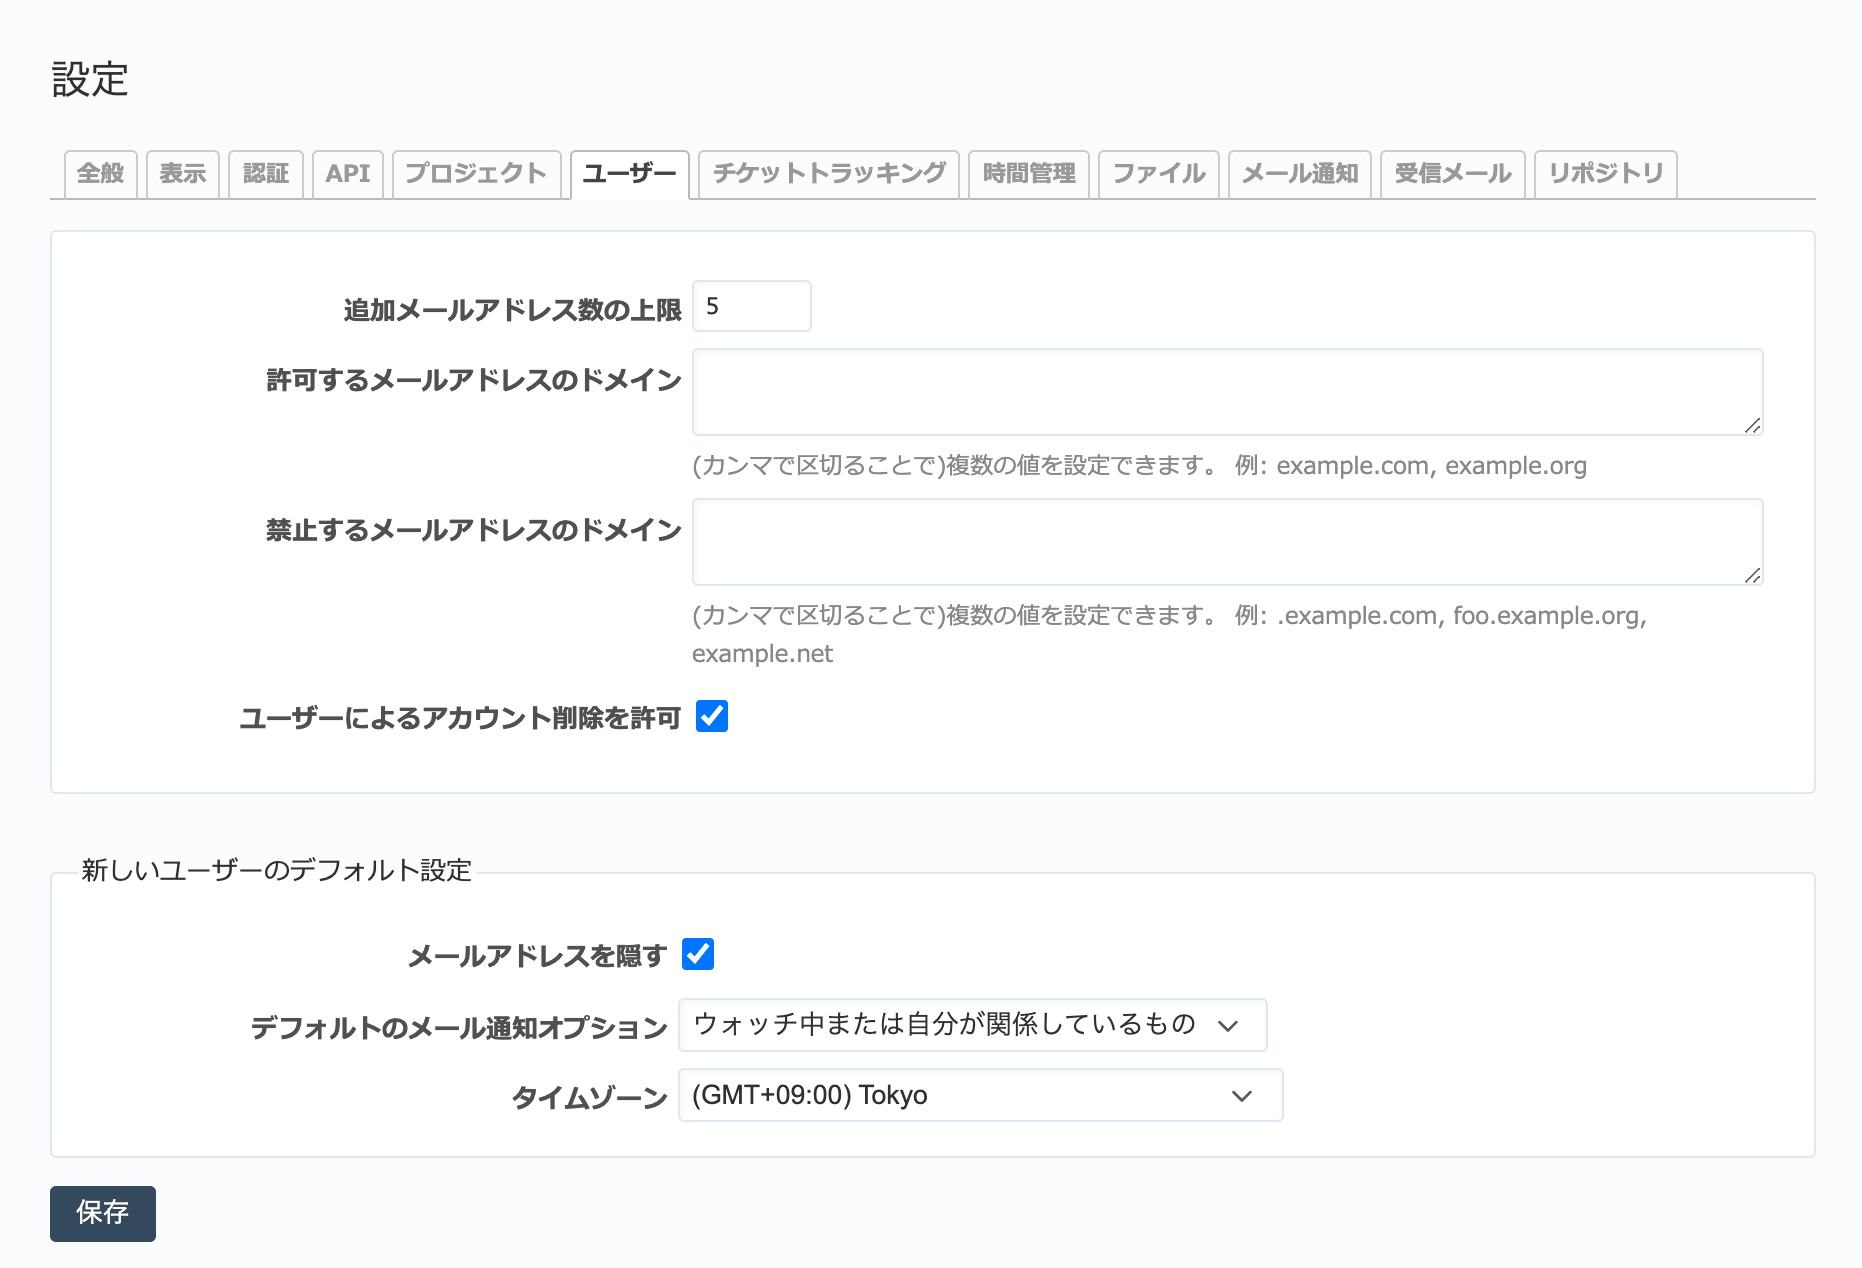 設定
全般 表示 認証 API プロジェクト ユーザー チケットトラッキング 時間管理 ファイル メール通知 受信メール リポジトリ
追加メールアドレス数の上限 5
許可するメールアドレスのドメイン
(カンマで区切ることで)複数の値を設定できます。 例: example.com, example.org
禁止するメールアドレスのドメイン
(カンマで区切ることで)複数の値を設定できます。 例: .example.com, foo.example.org,
example.net
ユーザーによるアカウント削除を許可
新しいユーザーのデフォルト設定
メールアドレスを隠す
デフォルトのメール通知オプション ウォッチ中または自分が関係しているもの
タイムゾーン (GMT+09:00) Tokyo
保存